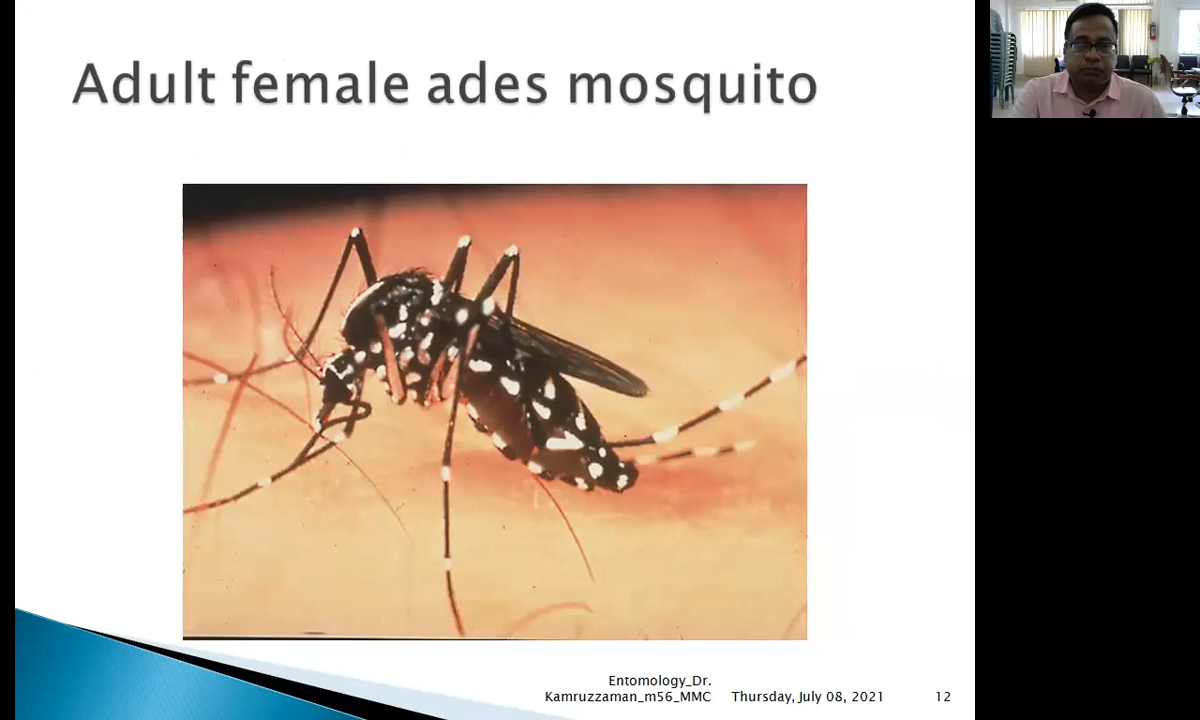 Adult female ades mosquito
Entomology_Dr.
Kamruzzaman_m56_MMC Thursday, July 08, 2021 12